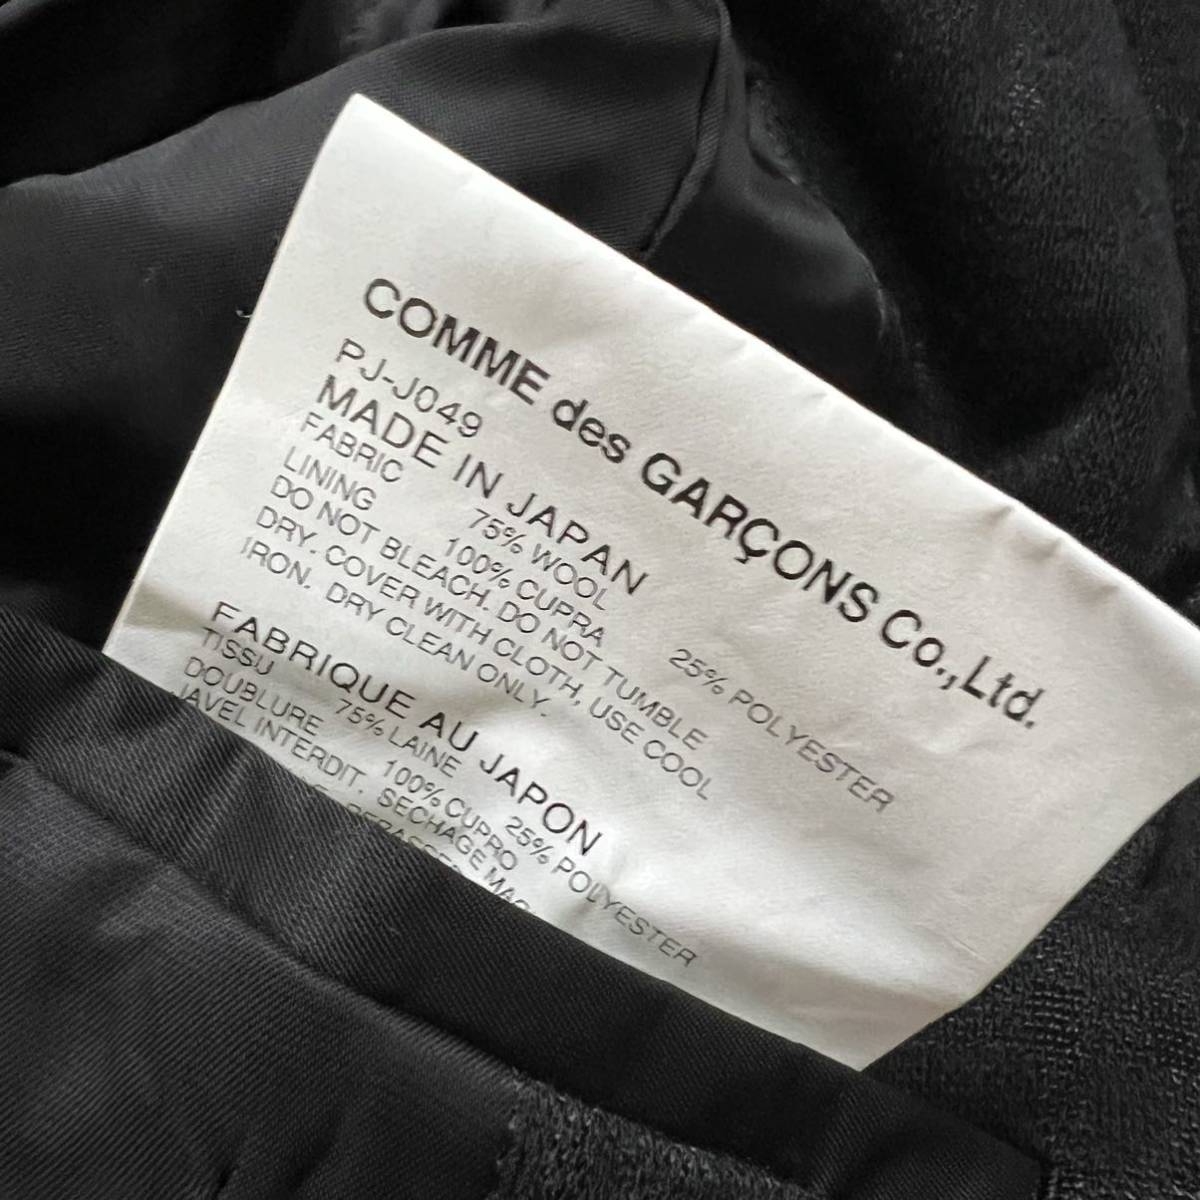 COMME des GARÇONS Co.,Ltd.
PJ-J049
MADE IN JAPAN
FABRIC 75% WOOL 25% POLYESTER
LINING 100% CUPRA
DO NOT BLEACH. DO NOT TUMBLE
DRY. COVER WITH CLOTH, USE COOL
IRON. DRY CLEAN ONLY.
FABRIQUE AU JAPON
TISSU 75% LAINE 25% POLYESTER
DOUBLURE 100% CUPRO
JAVEL INTERDIT. SECHAGE